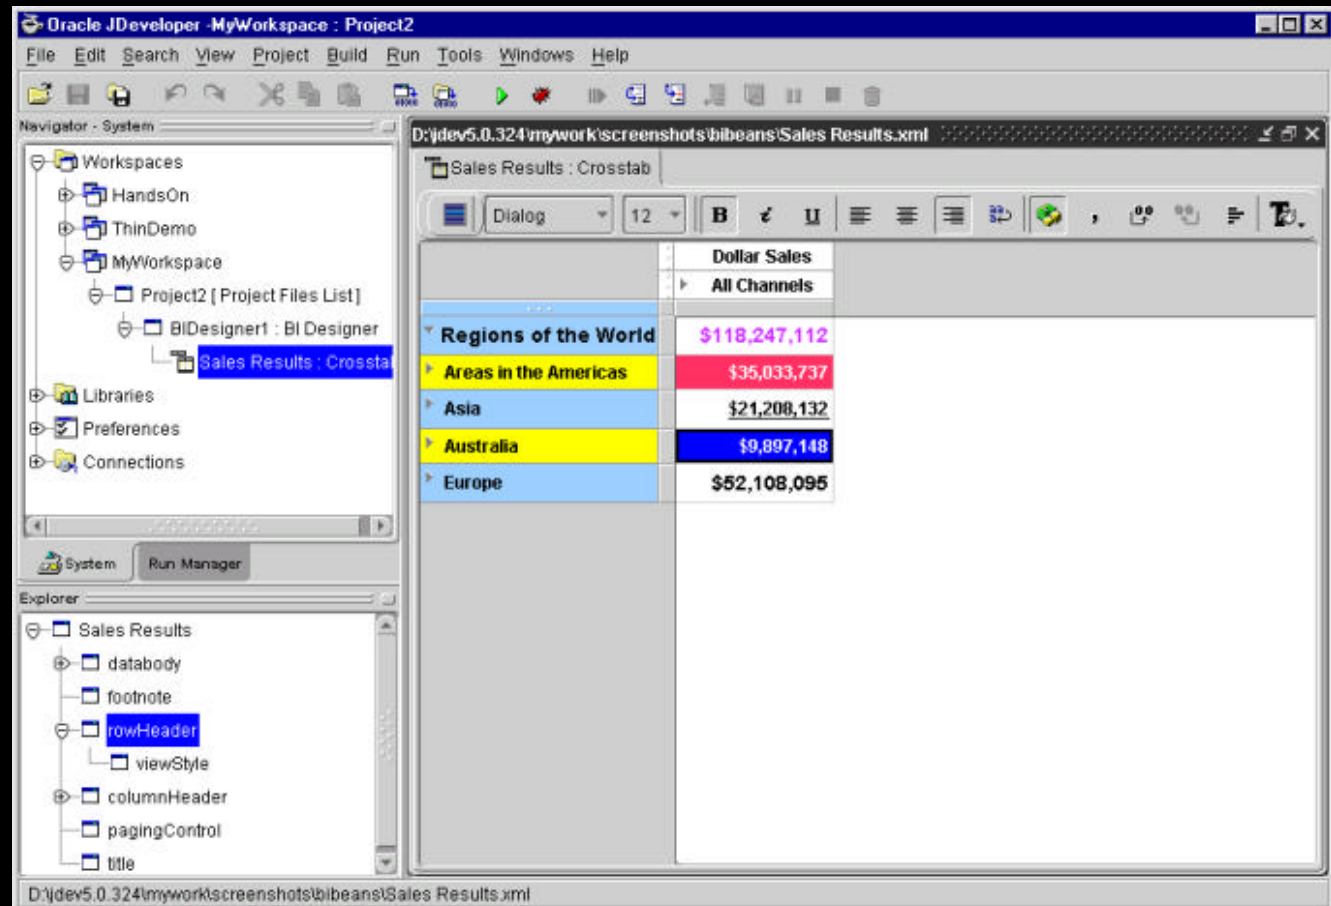 Oracle JDeveloper -MyWorkspace : Project2
File Edit Search View Project Build Run Tools Windows Help
Navigator - System
Workspaces
HandsOn
ThinDemo
MyWorkspace
Project2 [ Project Files List ]
BIDesigner1 : BI Designer
Sales Results : Crosstal
Libraries
Preferences
Connections
System
Run Manager
Explorer
Sales Results
databody
footnote
rowHeader
viewStyle
columnHeader
pagingControl
title
D:\jdev5.0.324\mywork\screenshots\bibeans\Sales Results.xml
Sales Results : Crosstab
Dialog 12 B i U
Dollar Sales
All Channels
Regions of the World $118,247,112
Areas in the Americas $35,033,737
Asia $21,208,132
Australia $9,897,148
Europe $52,108,095
D:\jdev5.0.324\mywork\screenshots\bibeans\Sales Results.xml